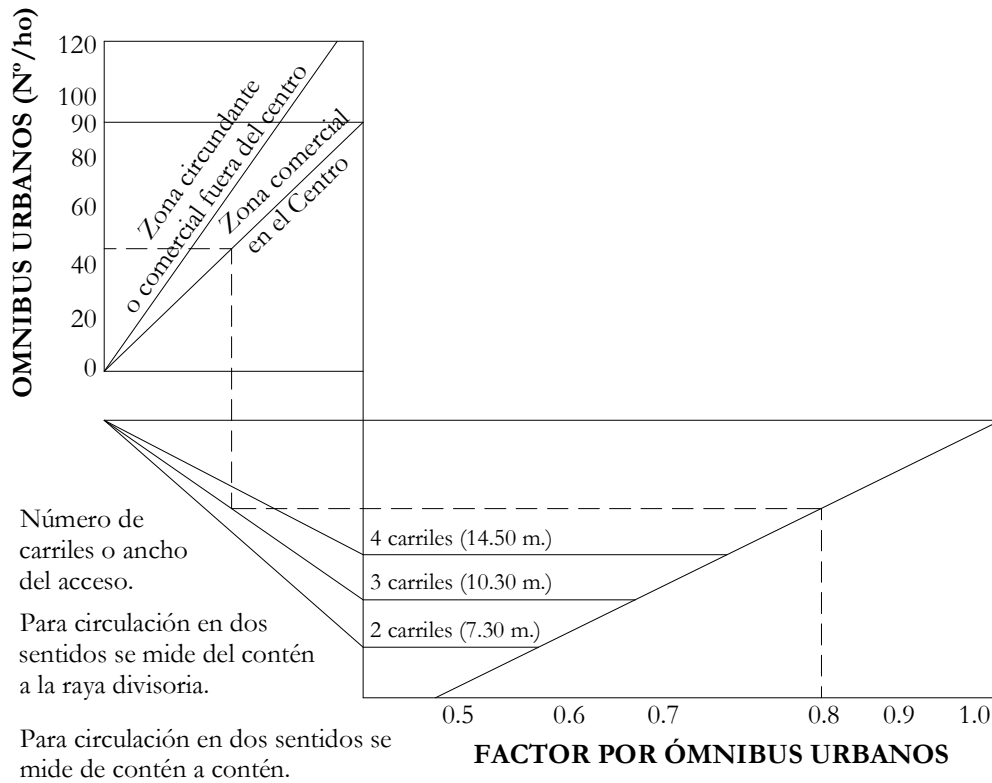 OMNIBUS URBANOS (Nº/ho)
120
100
90
80
60
40
20
0
Zona circundante
o comercial fuera del centro
Zona comercial
en el Centro
Número de
carriles o ancho
del acceso.
Para circulación en dos
sentidos se mide del contén
a la raya divisoria.
Para circulación en dos sentidos se
mide de contén a contén.
4 carriles (14.50 m.)
3 carriles (10.30 m.)
2 carriles (7.30 m.)
0.5 0.6 0.7 0.8 0.9 1.0
FACTOR POR ÓMNIBUS URBANOS